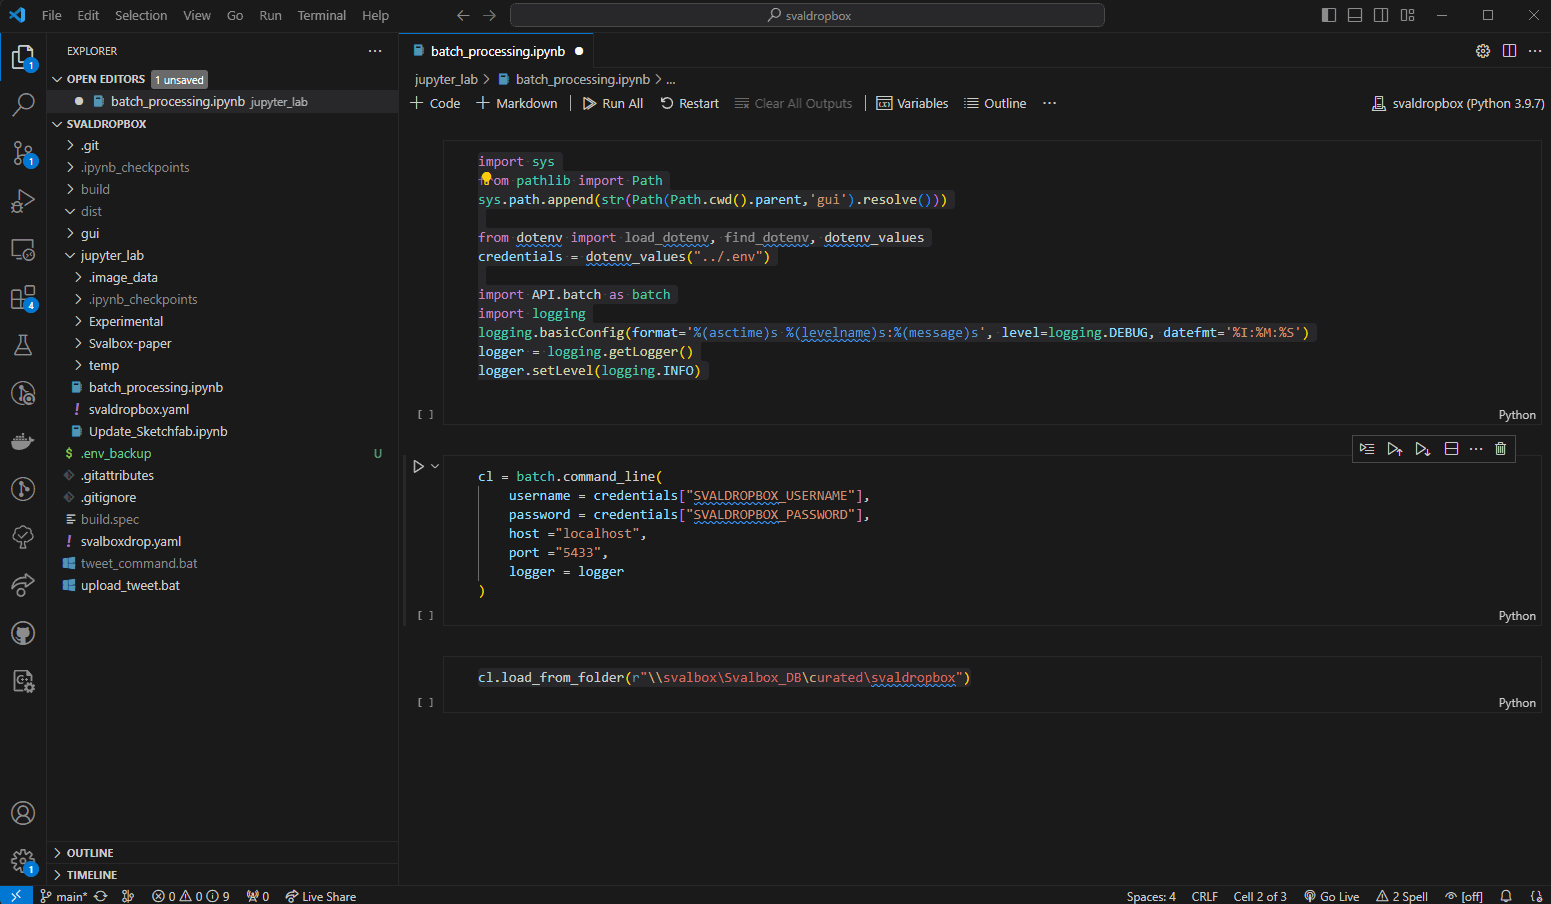 File Edit Selection View Go Run Terminal Help
svaldropbox
EXPLORER
OPEN EDITORS 1 unsaved
batch_processing.ipynb jupyter_lab
SVALDROPBOX
.git
.ipynb_checkpoints
build
dist
gui
jupyter_lab
.image_data
.ipynb_checkpoints
Experimental
Svalbox-paper
temp
batch_processing.ipynb
svaldropbox.yaml
Update_Sketchfab.ipynb
.env_backup U
.gitattributes
.gitignore
build.spec
svalboxdrop.yaml
tweet_command.bat
upload_tweet.bat
OUTLINE
TIMELINE
1
1
4
1
batch_processing.ipynb
jupyter_lab > batch_processing.ipynb > ...
Code Markdown Run All Restart Clear All Outputs Variables Outline
svaldropbox (Python 3.9.7)
import sys
from pathlib import Path
sys.path.append(str(Path(Path.cwd().parent,'gui').resolve()))
from dotenv import load_dotenv, find_dotenv, dotenv_values
credentials = dotenv_values("../.env")
import API.batch as batch
import logging
logging.basicConfig(format='%(asctime)s %(levelname)s:%(message)s', level=logging.DEBUG, datefmt='%I:%M:%S')
logger = logging.getLogger()
logger.setLevel(logging.INFO)
[ ]
Python
cl = batch.command_line(
username = credentials["SVALDROPBOX_USERNAME"],
password = credentials["SVALDROPBOX_PASSWORD"],
host ="localhost",
port ="5433",
logger = logger
)
[ ]
Python
cl.load_from_folder(r"\\svalbox\Svalbox_DB\curated\svaldropbox")
[ ]
Python
main* 0 0 9 0 Live Share
Spaces: 4 CRLF Cell 2 of 3 Go Live 2 Spell [off]